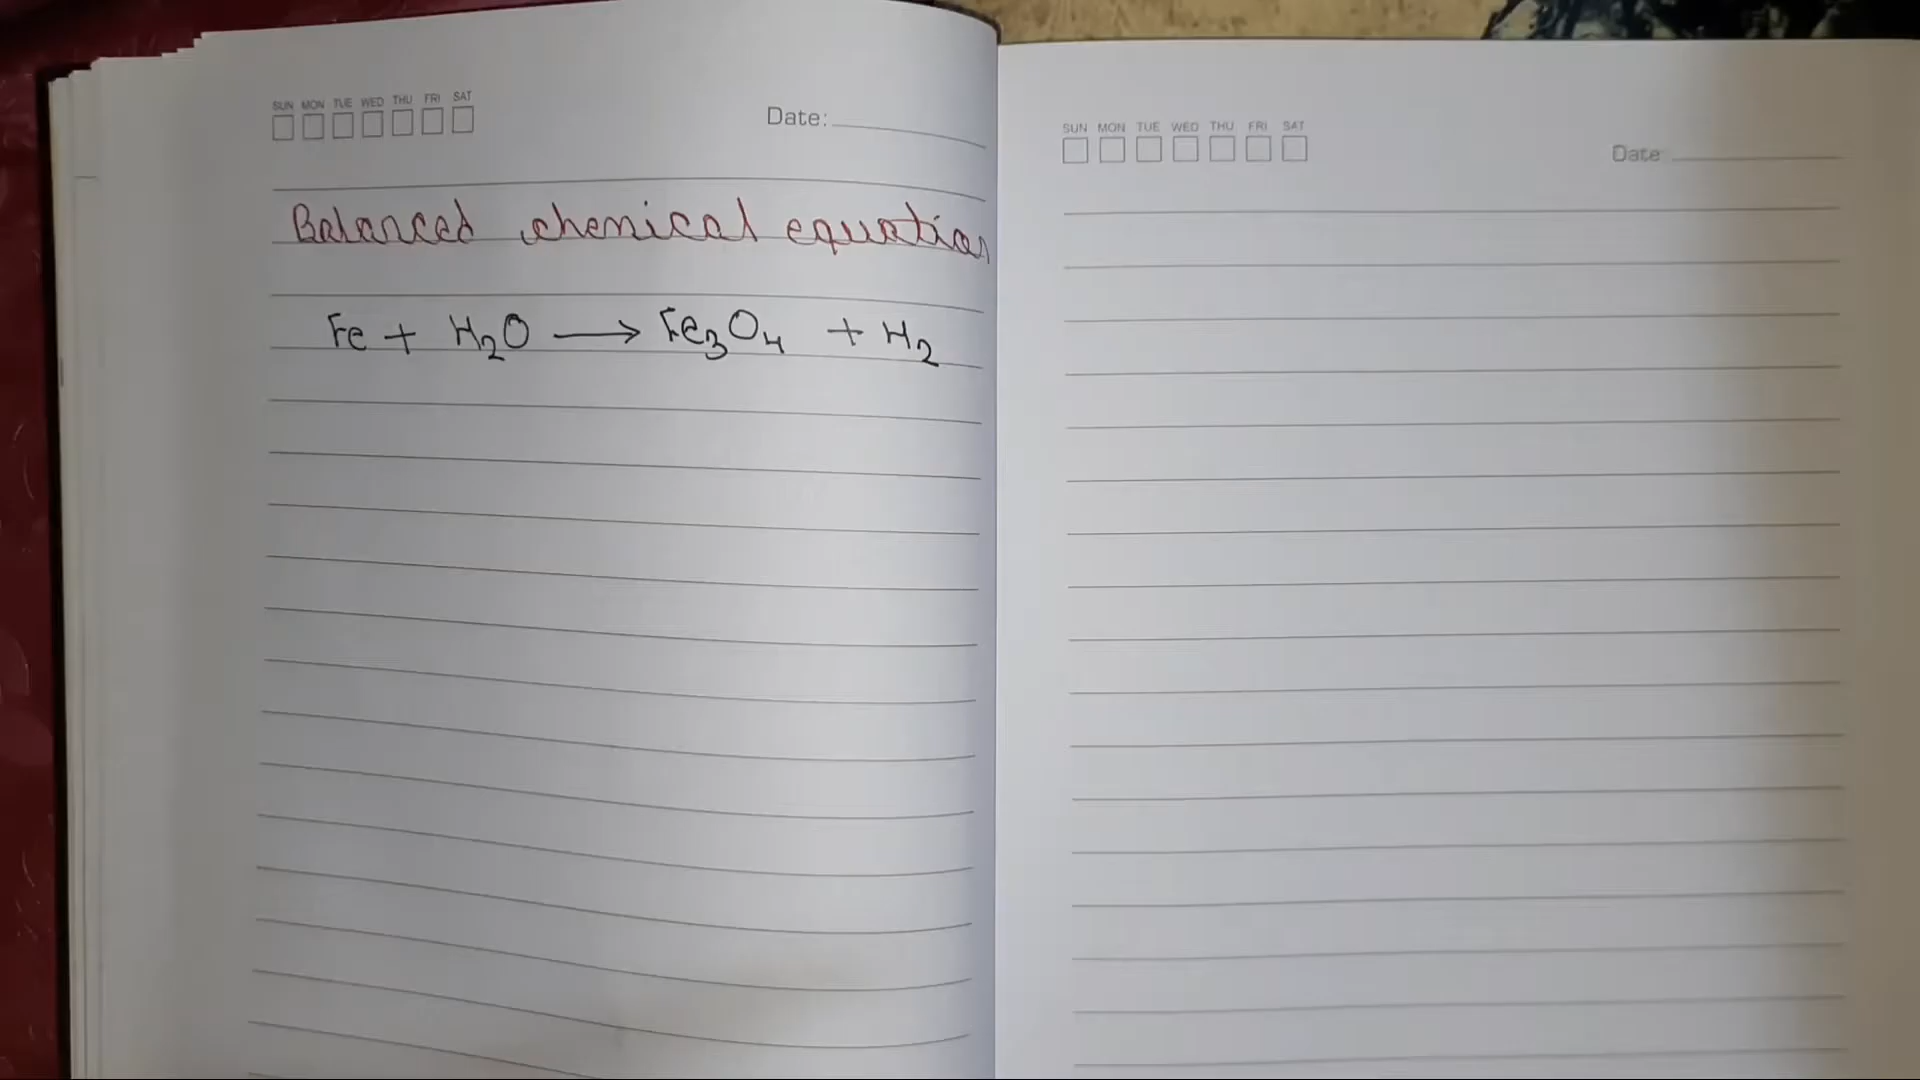 SUN MON TUE WED THU FRI SAT
Date:
Balanced chemical equation
Fe + H₂O ⟶ Fe₃O₄ + H₂
SUN MON TUE WED THU FRI SAT
Date